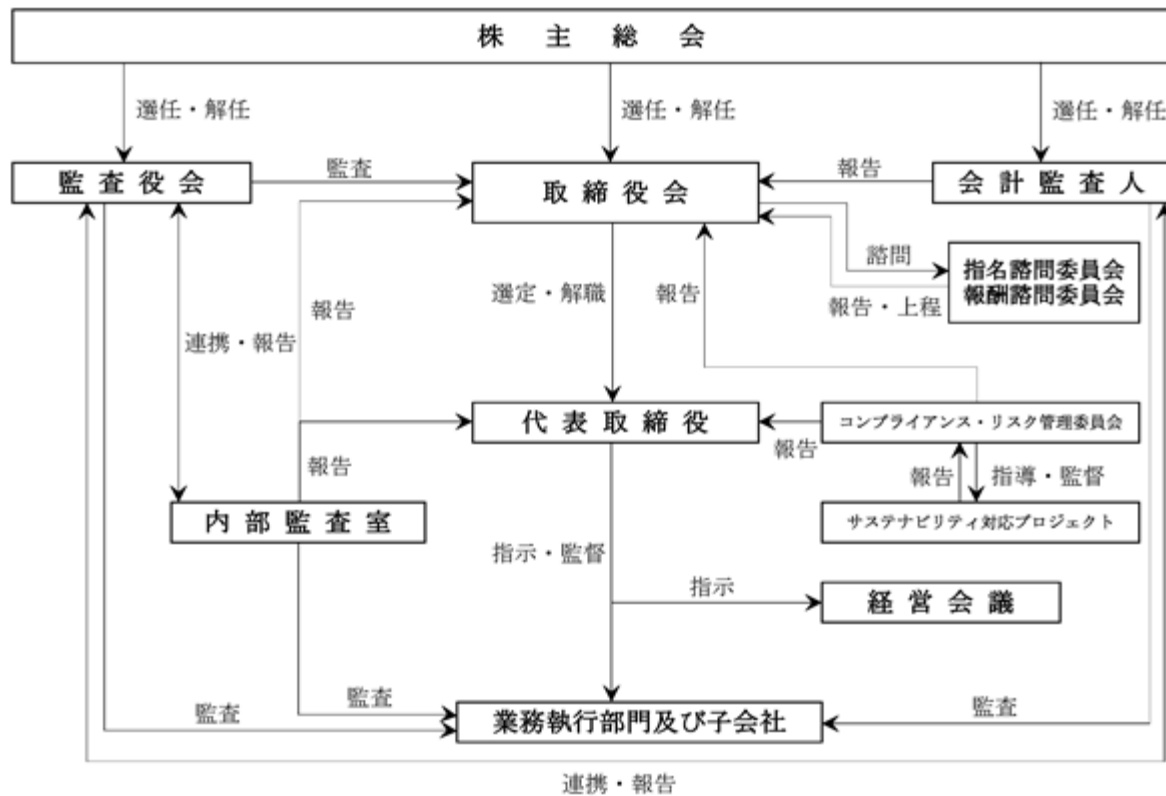 株主総会
選任・解任
選任・解任
選任・解任
監査役会
監査
取締役会
報告
会計監査人
諮問
指名諮問委員会
報酬諮問委員会
報告・上程
報告
選定・解職
報告
連携・報告
代表取締役
報告
コンプライアンス・リスク管理委員会
報告
報告
指導・監督
内部監査室
サステナビリティ対応プロジェクト
指示・監督
指示
経営会議
監査
監査
業務執行部門及び子会社
監査
連携・報告